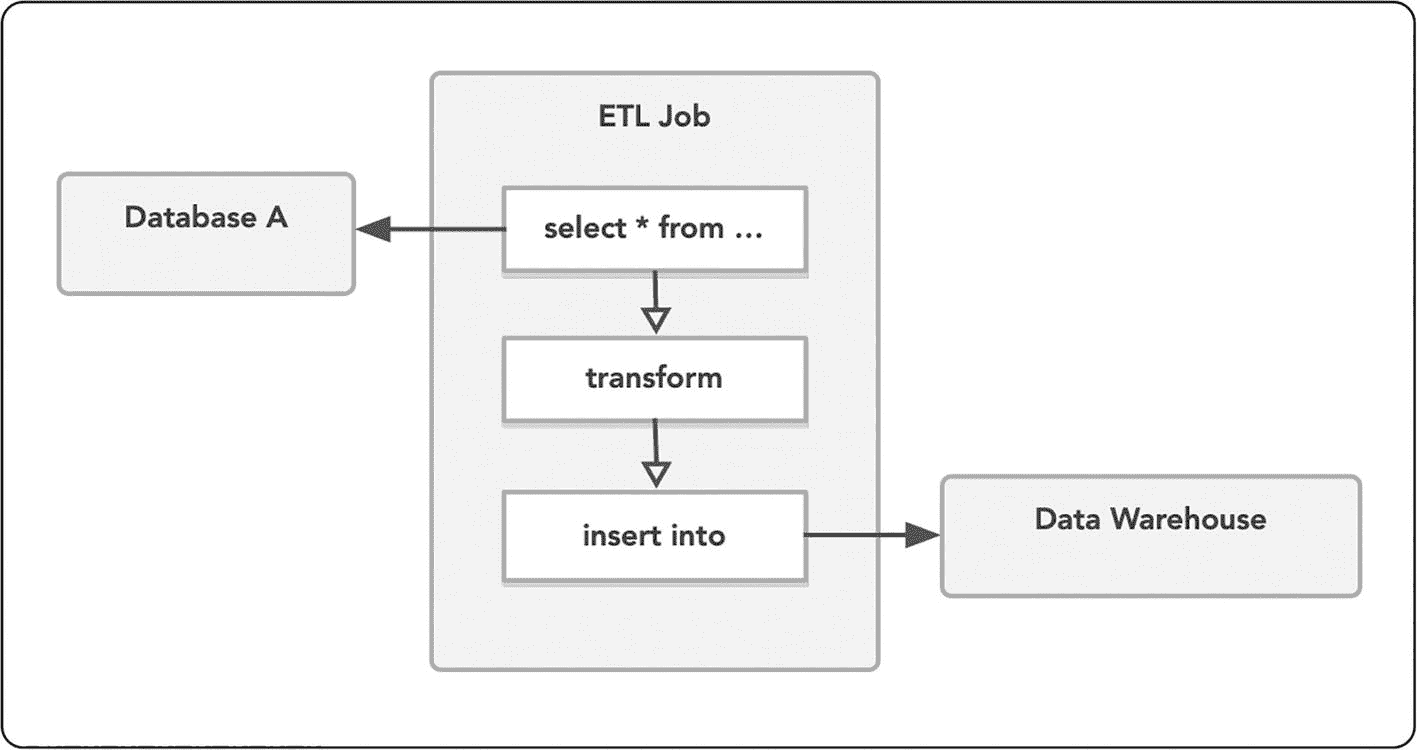 ETL Job
Database A
select * from …
transform
insert into
Data Warehouse